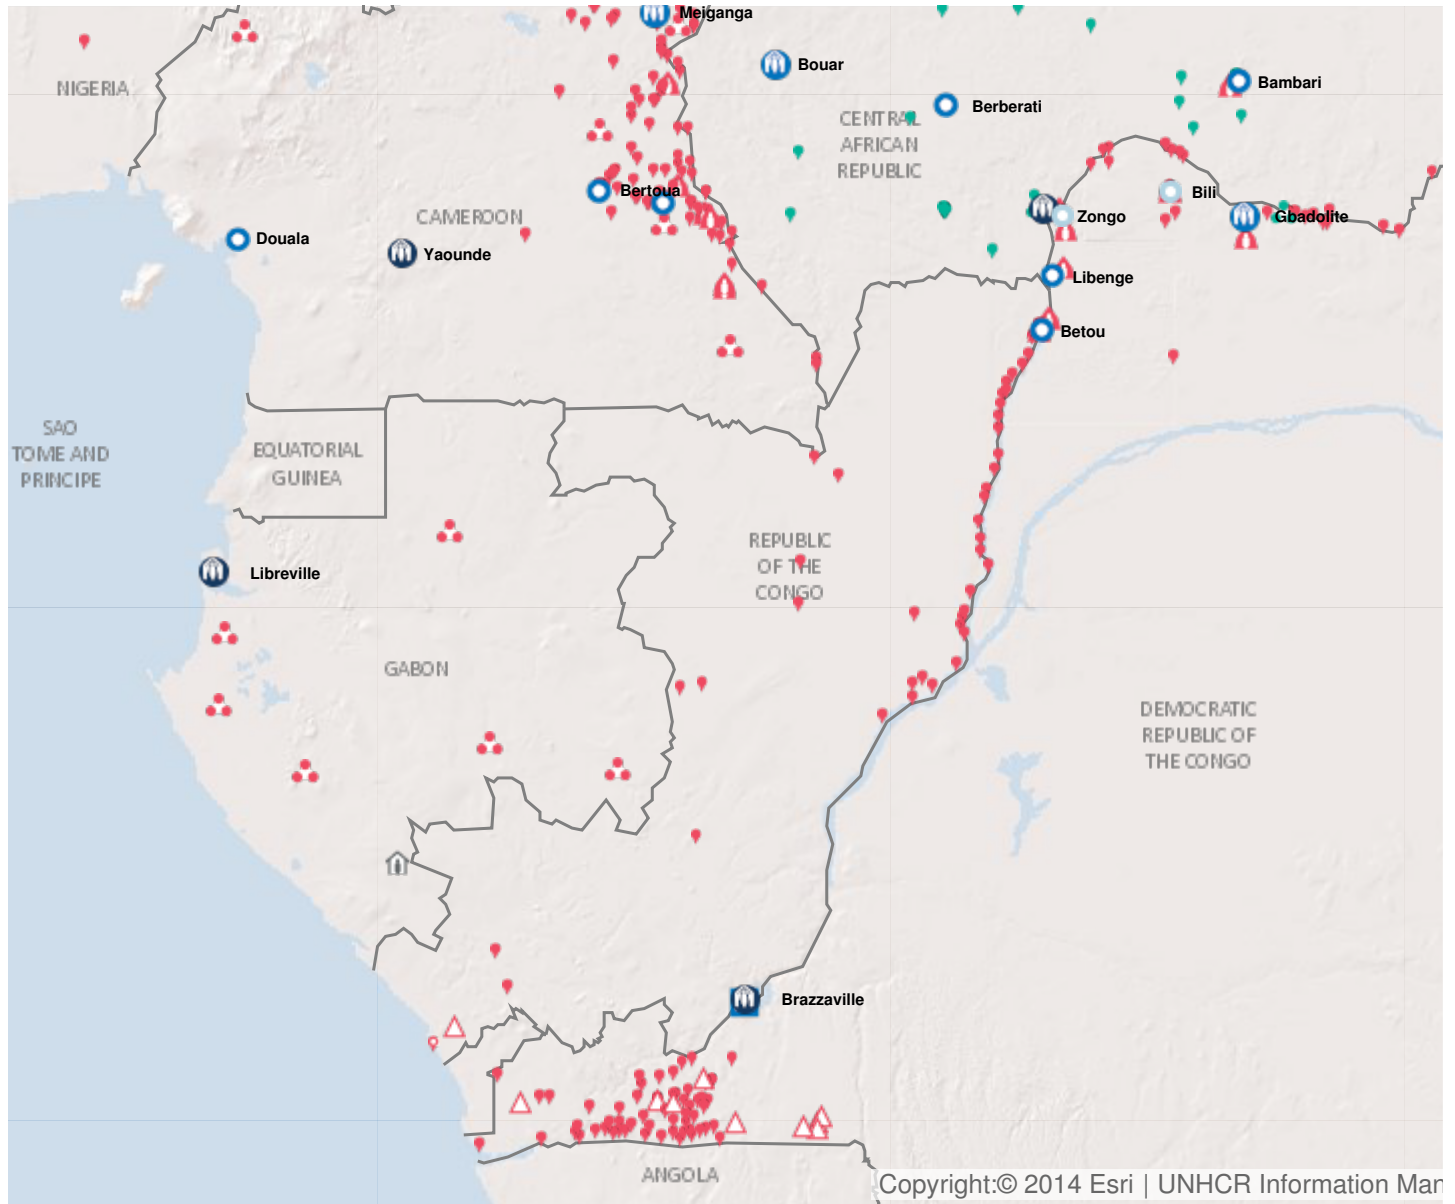 Meiganga
Bouar
NIGERIA
Bambari
Berberati
CENTRAL
AFRICAN
REPUBLIC
Bertoua
Bili
CAMEROON
Zongo
Gbadolite
Douala
Yaounde
Libenge
Betou
SAO
TOME AND
PRINCIPE
EQUATORIAL
GUINEA
REPUBLIC
OF THE
CONGO
Libreville
GABON
DEMOCRATIC
REPUBLIC OF
THE CONGO
Brazzaville
ANGOLA
Copyright:© 2014 Esri | UNHCR Information Man